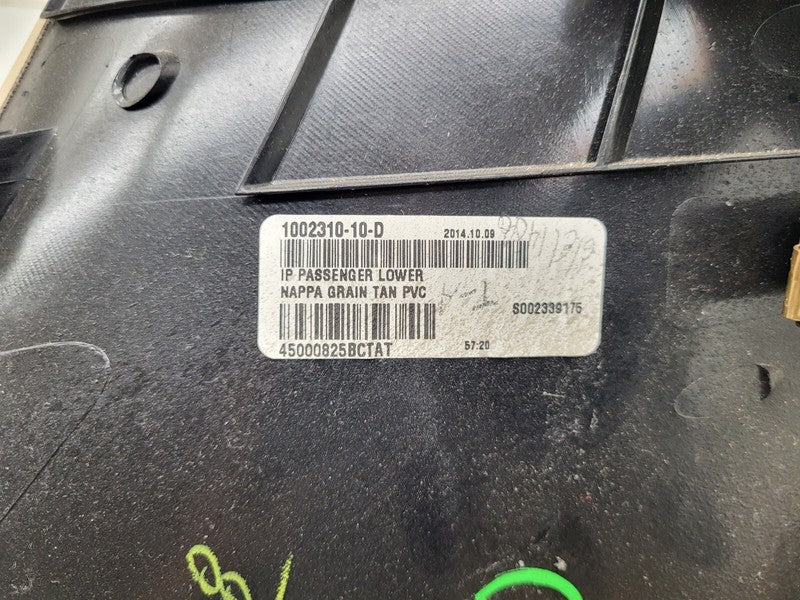 1002310-10-D 2014.10.09
IP PASSENGER LOWER
NAPPA GRAIN TAN PVC
S002339175
45000825BCTAT 57:20